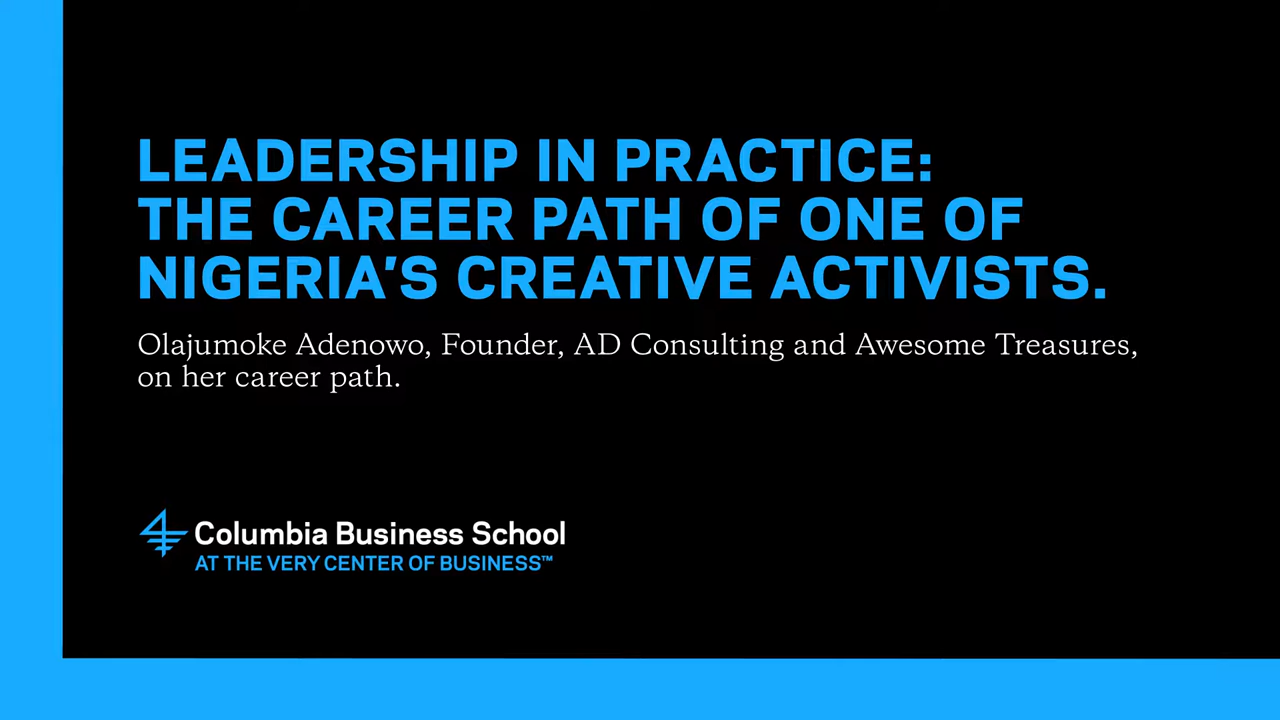 LEADERSHIP IN PRACTICE:
THE CAREER PATH OF ONE OF
NIGERIA'S CREATIVE ACTIVISTS.
Olajumoke Adenowo, Founder, AD Consulting and Awesome Treasures,
on her career path.
Columbia Business School
AT THE VERY CENTER OF BUSINESS™